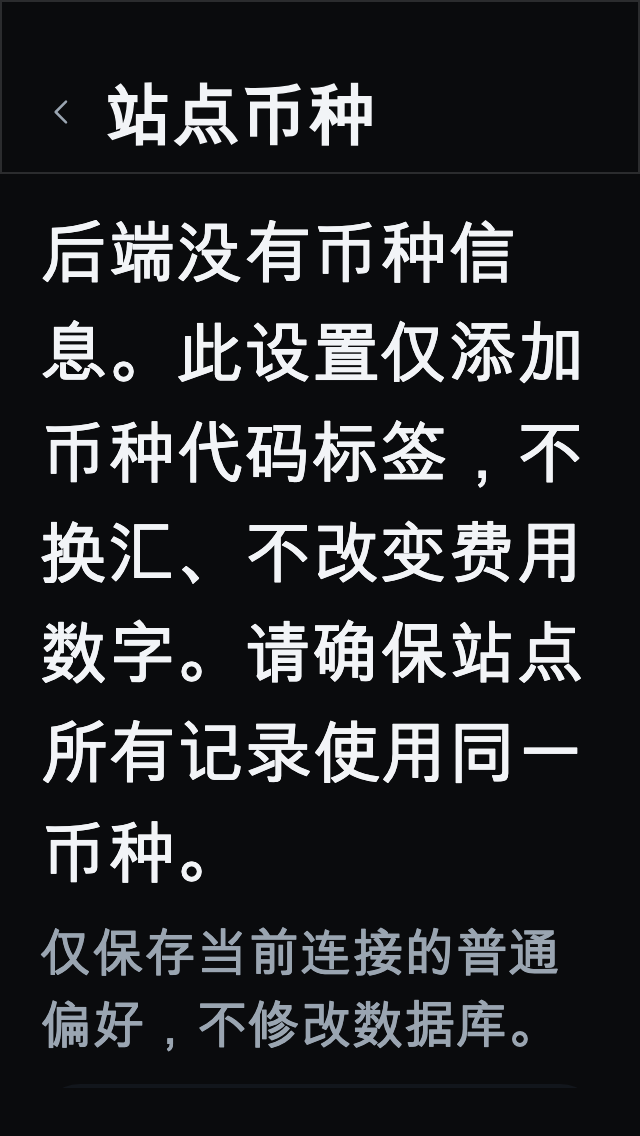 站点币种
后端没有币种信
息。此设置仅添加
币种代码标签，不
换汇、不改变费用
数字。请确保站点
所有记录使用同一
币种。
仅保存当前连接的普通
偏好，不修改数据库。